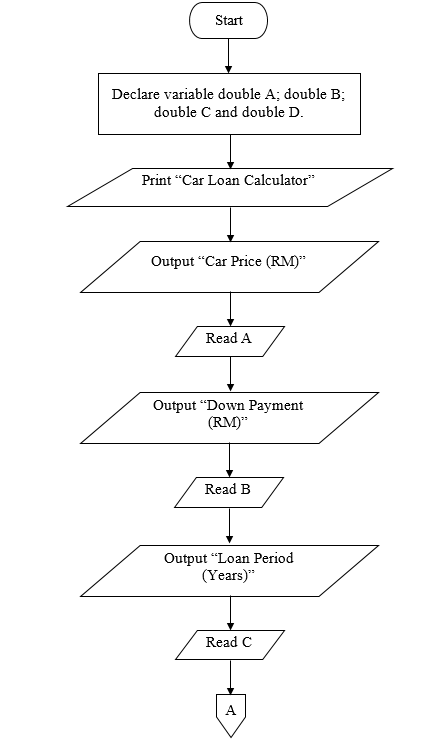 Start
Declare variable double A; double B;
double C and double D.
Print “Car Loan Calculator”
Output “Car Price (RM)”
Read A
Output “Down Payment
(RM)”
Read B
Output “Loan Period
(Years)”
Read C
A